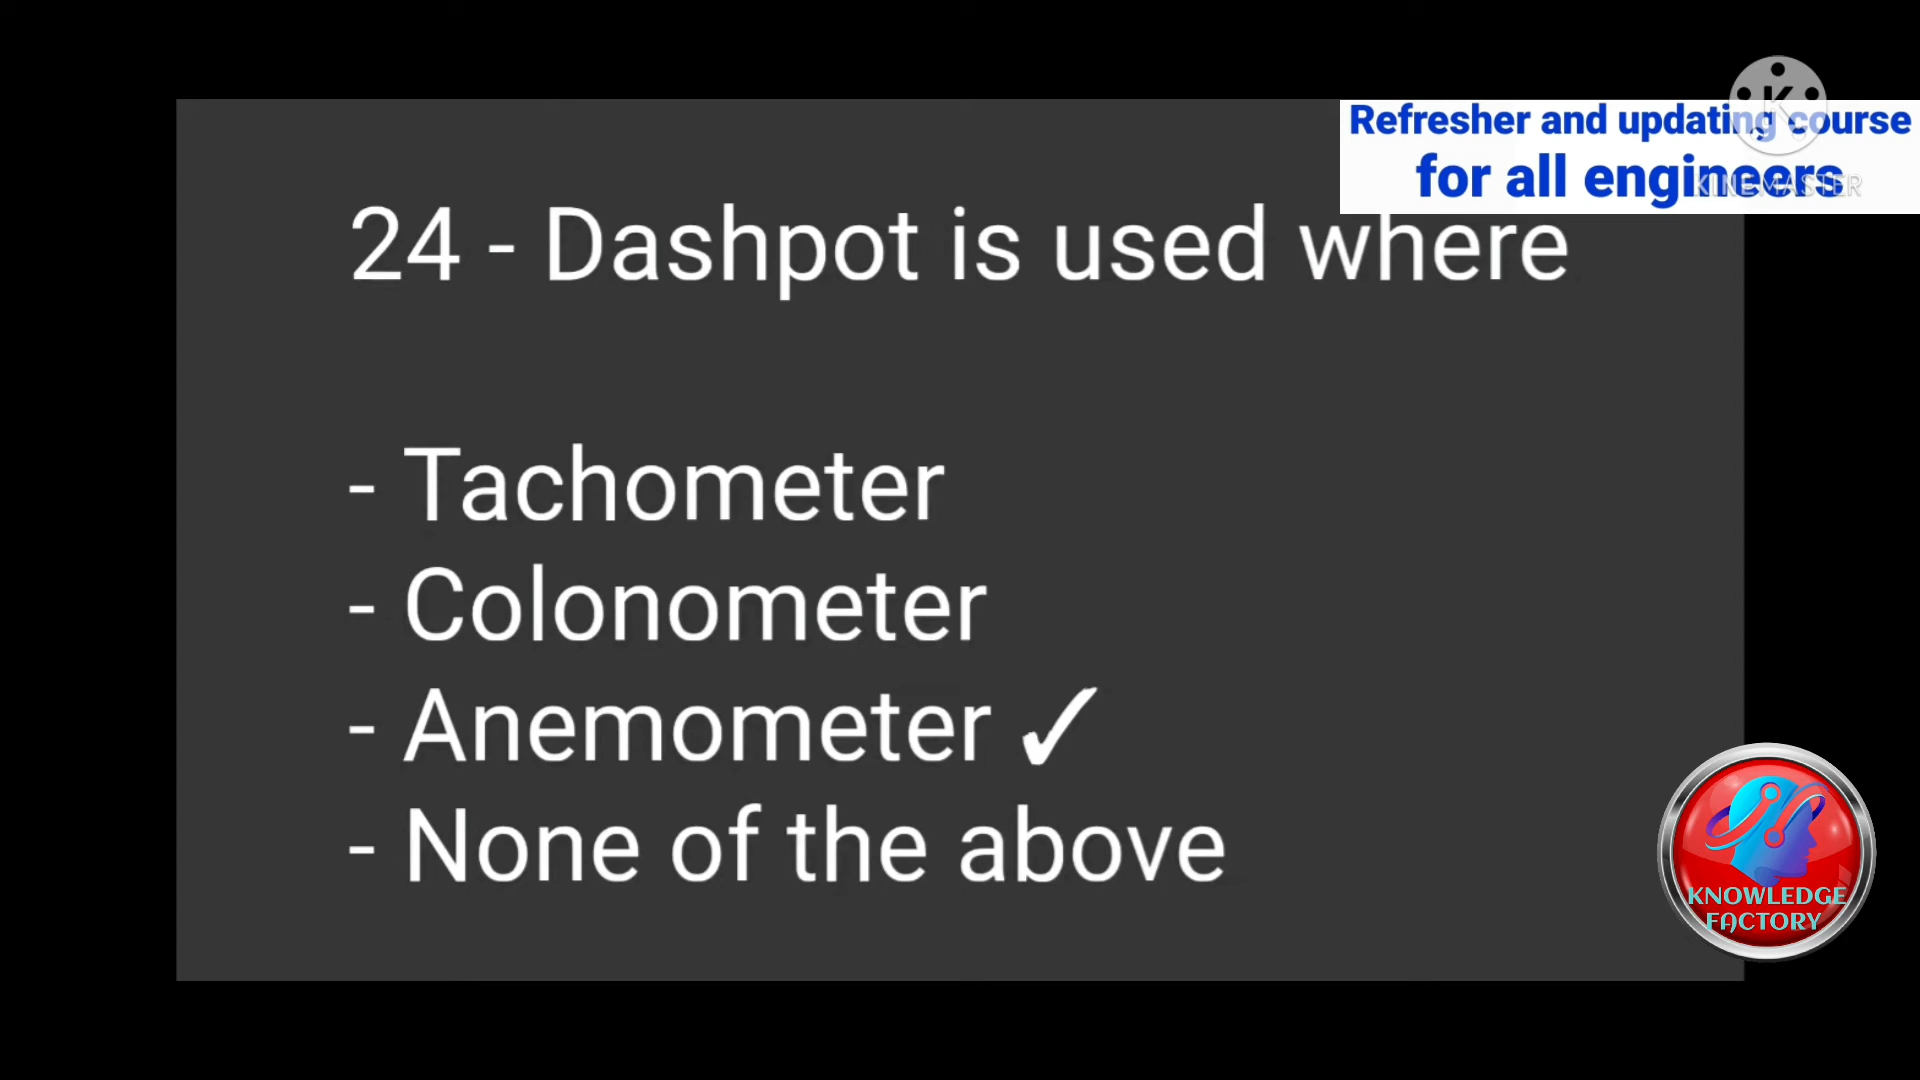 Refresher and updating course
for all engineers
KINEMASTER
24 - Dashpot is used where
- Tachometer
- Colonometer
- Anemometer ✓
- None of the above
KNOWLEDGE
FACTORY